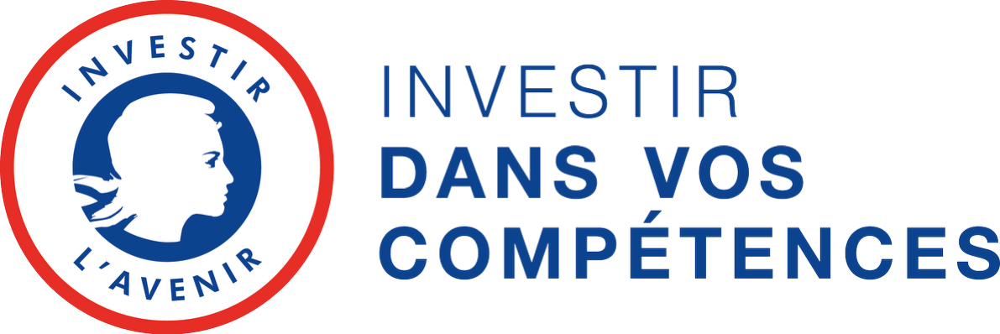 INVESTIR
L'AVENIR
INVESTIR
DANS VOS
COMPÉTENCES